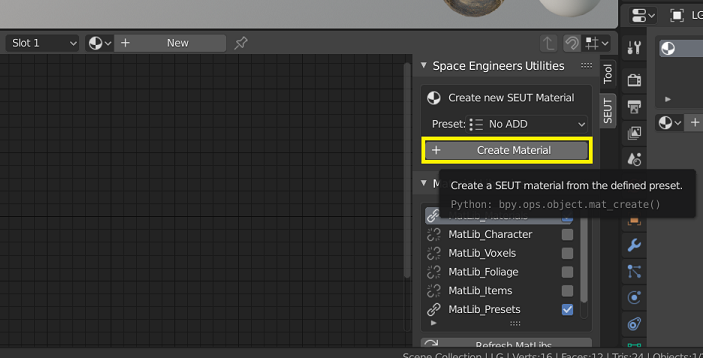 LG
Slot 1
New
Space Engineers Utilities
Tool
Create new SEUT Material
SEUT
Preset:
No ADD
Create Material
Create a SEUT material from the defined preset.
Python: bpy.ops.object.mat_create()
MatLib_Materials
MatLib_Character
MatLib_Voxels
MatLib_Foliage
MatLib_Items
MatLib_Presets
Refresh MatLibs
Scene Collection | LG | Verts:16 | Faces:12 | Tris:24 | Objects:1/